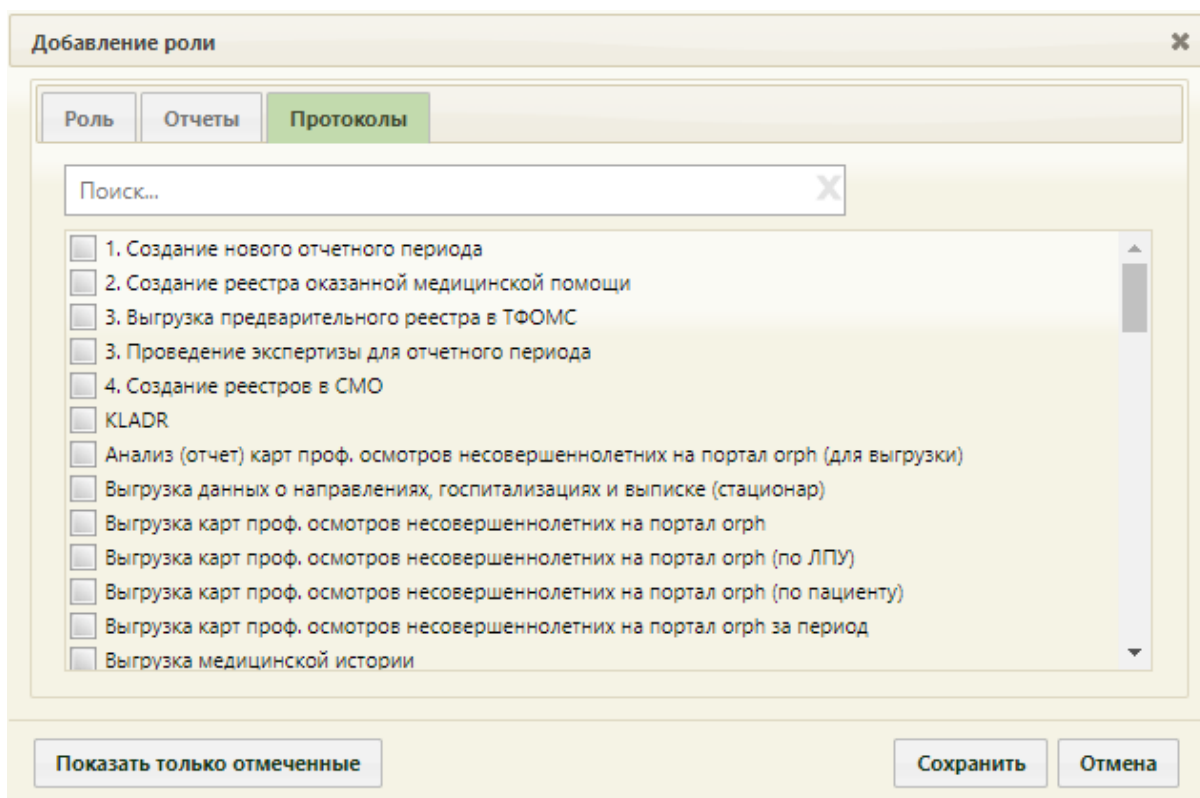 Добавление роли
Роль Отчеты Протоколы
Поиск...
1. Создание нового отчетного периода
2. Создание реестра оказанной медицинской помощи
3. Выгрузка предварительного реестра в ТФОМС
3. Проведение экспертизы для отчетного периода
4. Создание реестров в СМО
KLADR
Анализ (отчет) карт проф. осмотров несовершеннолетних на портал orph (для выгрузки)
Выгрузка данных о направлениях, госпитализациях и выписке (стационар)
Выгрузка карт проф. осмотров несовершеннолетних на портал orph
Выгрузка карт проф. осмотров несовершеннолетних на портал orph (по ЛПУ)
Выгрузка карт проф. осмотров несовершеннолетних на портал orph (по пациенту)
Выгрузка карт проф. осмотров несовершеннолетних на портал orph за период
Выгрузка медицинской истории
Показать только отмеченные Сохранить Отмена